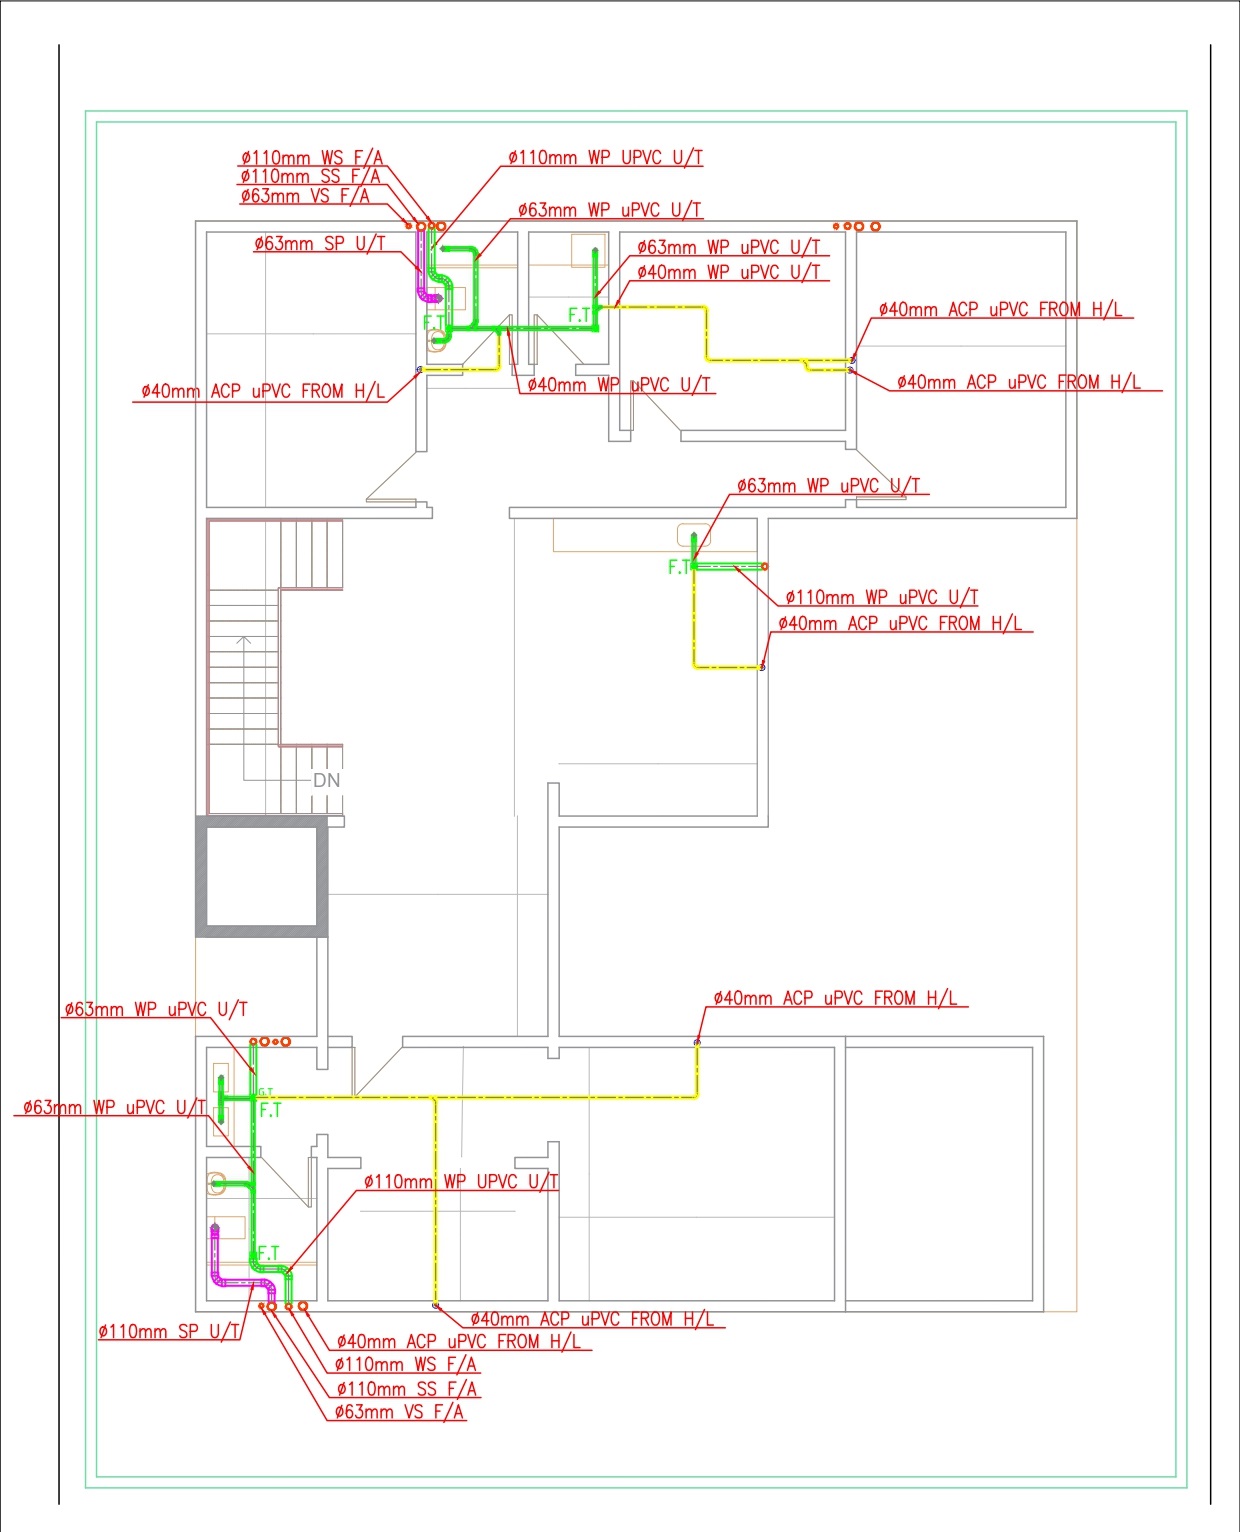 ø110mm WS F/A
ø110mm SS F/A
ø63mm VS F/A
ø110mm WP UPVC U/T
ø63mm WP uPVC U/T
ø63mm SP U/T
ø63mm WP uPVC U/T
ø40mm WP uPVC U/T
F.T
F.T
ø40mm ACP uPVC FROM H/L
ø40mm ACP uPVC FROM H/L
ø40mm WP uPVC U/T
ø40mm ACP uPVC FROM H/L
ø63mm WP uPVC U/T
F.T
ø110mm WP uPVC U/T
ø40mm ACP uPVC FROM H/L
DN
ø63mm WP uPVC U/T
ø40mm ACP uPVC FROM H/L
G.T
F.T
ø63mm WP uPVC U/T
ø110mm WP UPVC U/T
F.T
ø110mm SP U/T
ø40mm ACP uPVC FROM H/L
ø40mm ACP uPVC FROM H/L
ø110mm WS F/A
ø110mm SS F/A
ø63mm VS F/A